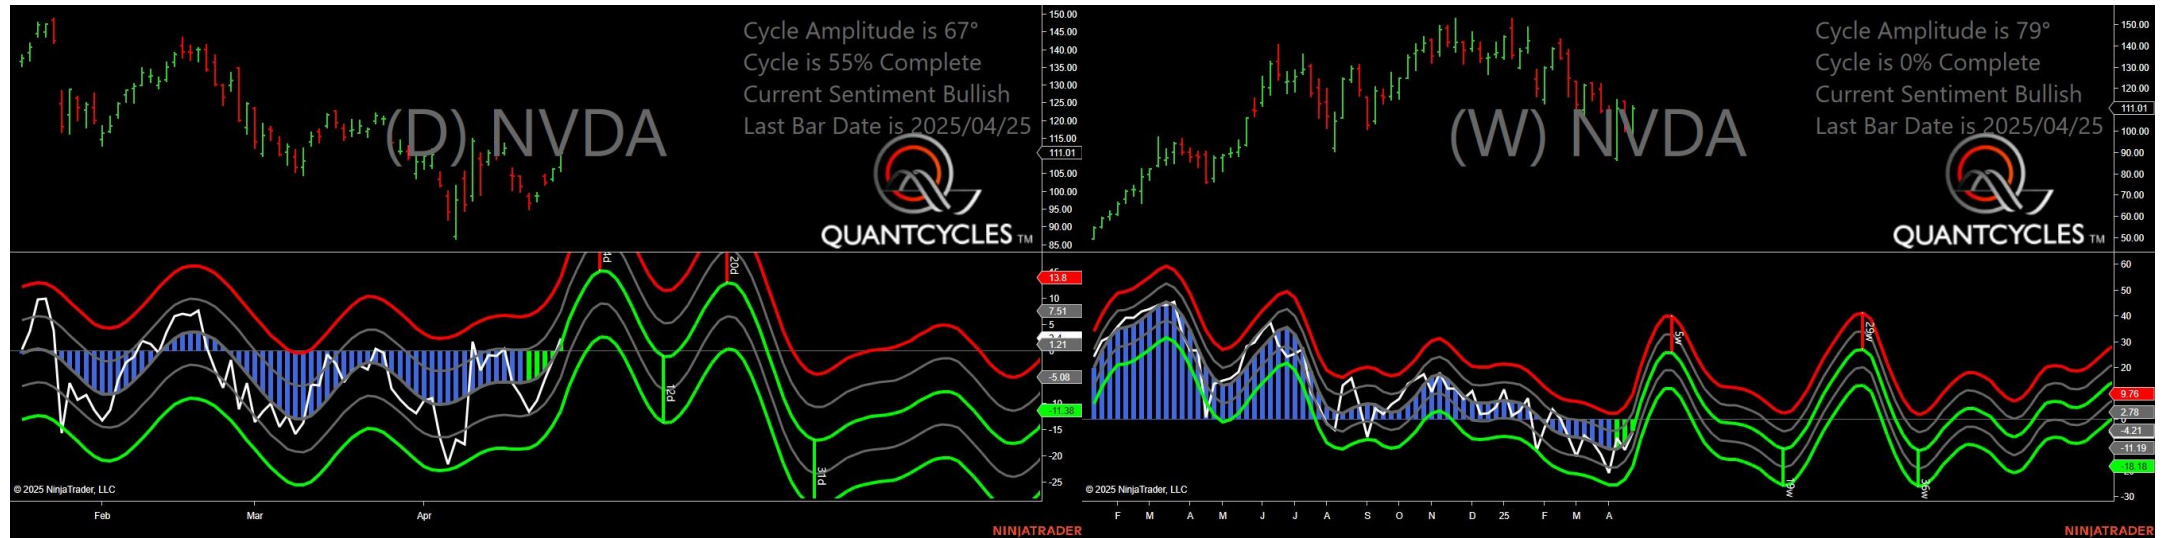 Cycle Amplitude is 67°
Cycle is 55% Complete
Current Sentiment Bullish
Last Bar Date is 2025/04/25
(D) NVDA
QUANTCYCLES TM
150.00
145.00
140.00
135.00
130.00
125.00
120.00
115.00
111.01
105.00
100.00
95.00
90.00
85.00
20d
12d
31d
13.8
10
7.51
5
1.21
-5.08
-11.38
-15
-20
-25
© 2025 NinjaTrader, LLC
Feb Mar Apr
NINJATRADER
Cycle Amplitude is 79°
Cycle is 0% Complete
Current Sentiment Bullish
Last Bar Date is 2025/04/25
(W) NVDA
QUANTCYCLES TM
150.00
140.00
130.00
120.00
111.01
100.00
90.00
80.00
70.00
60.00
50.00
60
50
40
30
20
5w
29w
19w
36w
9.76
2.78
-4.21
-11.19
-18.18
-30
© 2025 NinjaTrader, LLC
F M A M J J A S O N D 25 F M A
NINJATRADER